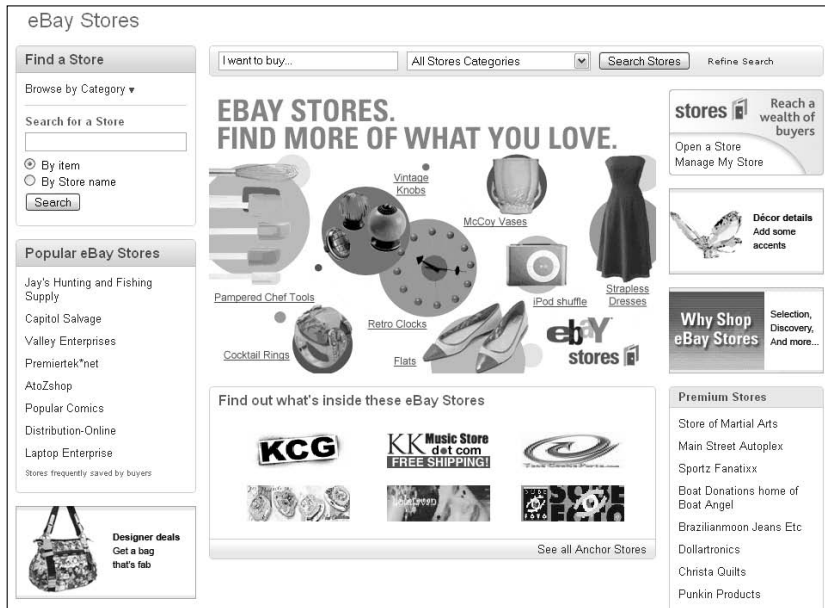 eBay Stores
Find a Store
Browse by Category ▾
Search for a Store
By item
By Store name
Search
Popular eBay Stores
Jay's Hunting and Fishing
Supply
Capitol Salvage
Valley Enterprises
Premiertek*net
AtoZshop
Popular Comics
Distribution-Online
Laptop Enterprise
Stores frequently saved by buyers
Designer deals
Get a bag
that's fab
I want to buy...
All Stores Categories
Search Stores
Refine Search
EBAY STORES.
FIND MORE OF WHAT YOU LOVE.
Vintage
Knobs
McCoy Vases
Pampered Chef Tools
Retro Clocks
iPod shuffle
Strapless
Dresses
Cocktail Rings
Flats
ebaY
stores
Find out what's inside these eBay Stores
KCG
KK Music Store
dot com
FREE SHIPPING!
See all Anchor Stores
stores
Reach a
wealth of
buyers
Open a Store
Manage My Store
Décor details
Add some
accents
Why Shop
eBay Stores
Selection,
Discovery,
And more...
Premium Stores
Store of Martial Arts
Main Street Autoplex
Sportz Fanatixx
Boat Donations home of
Boat Angel
Brazilianmoon Jeans Etc
Dollartronics
Christa Quilts
Punkin Products